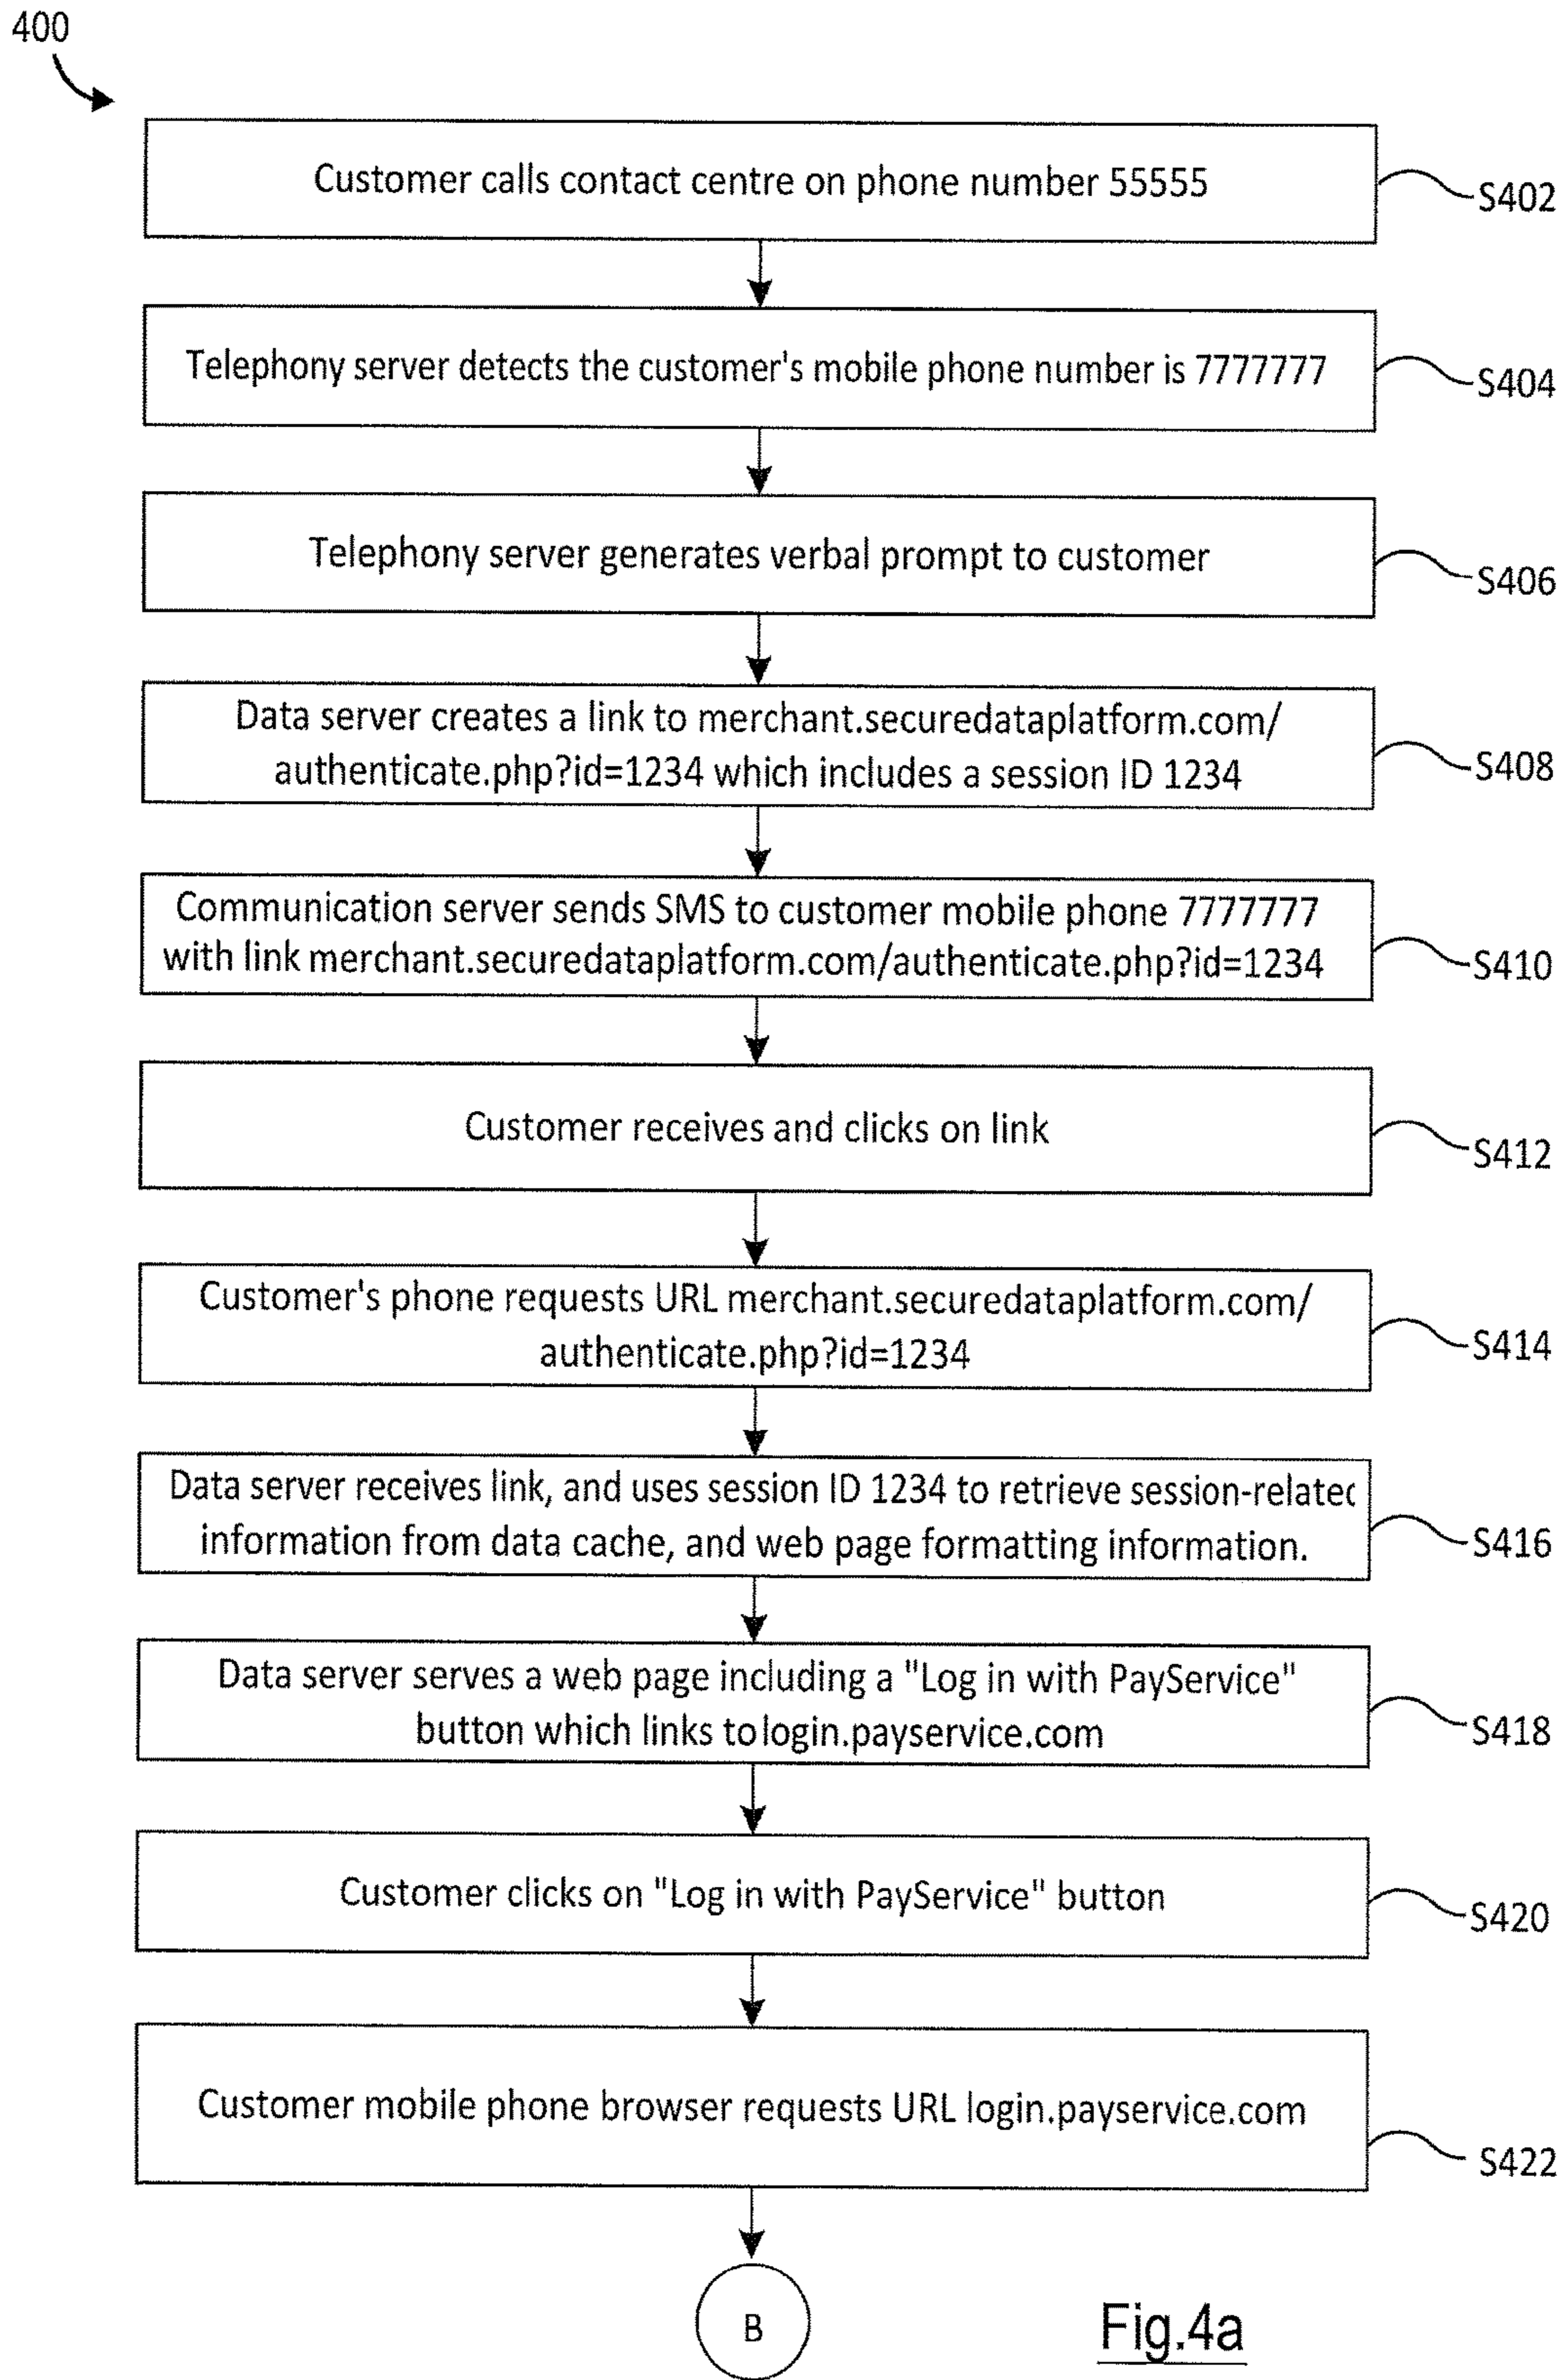 400
Customer calls contact centre on phone number 55555
S402
Telephony server detects the customer's mobile phone number is 7777777
S404
Telephony server generates verbal prompt to customer
S406
Data server creates a link to merchant.securedataplatform.com/
authenticate.php?id=1234 which includes a session ID 1234
S408
Communication server sends SMS to customer mobile phone 7777777
with link merchant.securedataplatform.com/authenticate.php?id=1234
S410
Customer receives and clicks on link
S412
Customer's phone requests URL merchant.securedataplatform.com/
authenticate.php?id=1234
S414
Data server receives link, and uses session ID 1234 to retrieve session-related
information from data cache, and web page formatting information.
S416
Data server serves a web page including a "Log in with PayService"
button which links to login.payservice.com
S418
Customer clicks on "Log in with PayService" button
S420
Customer mobile phone browser requests URL login.payservice.com
S422
B
Fig.4a